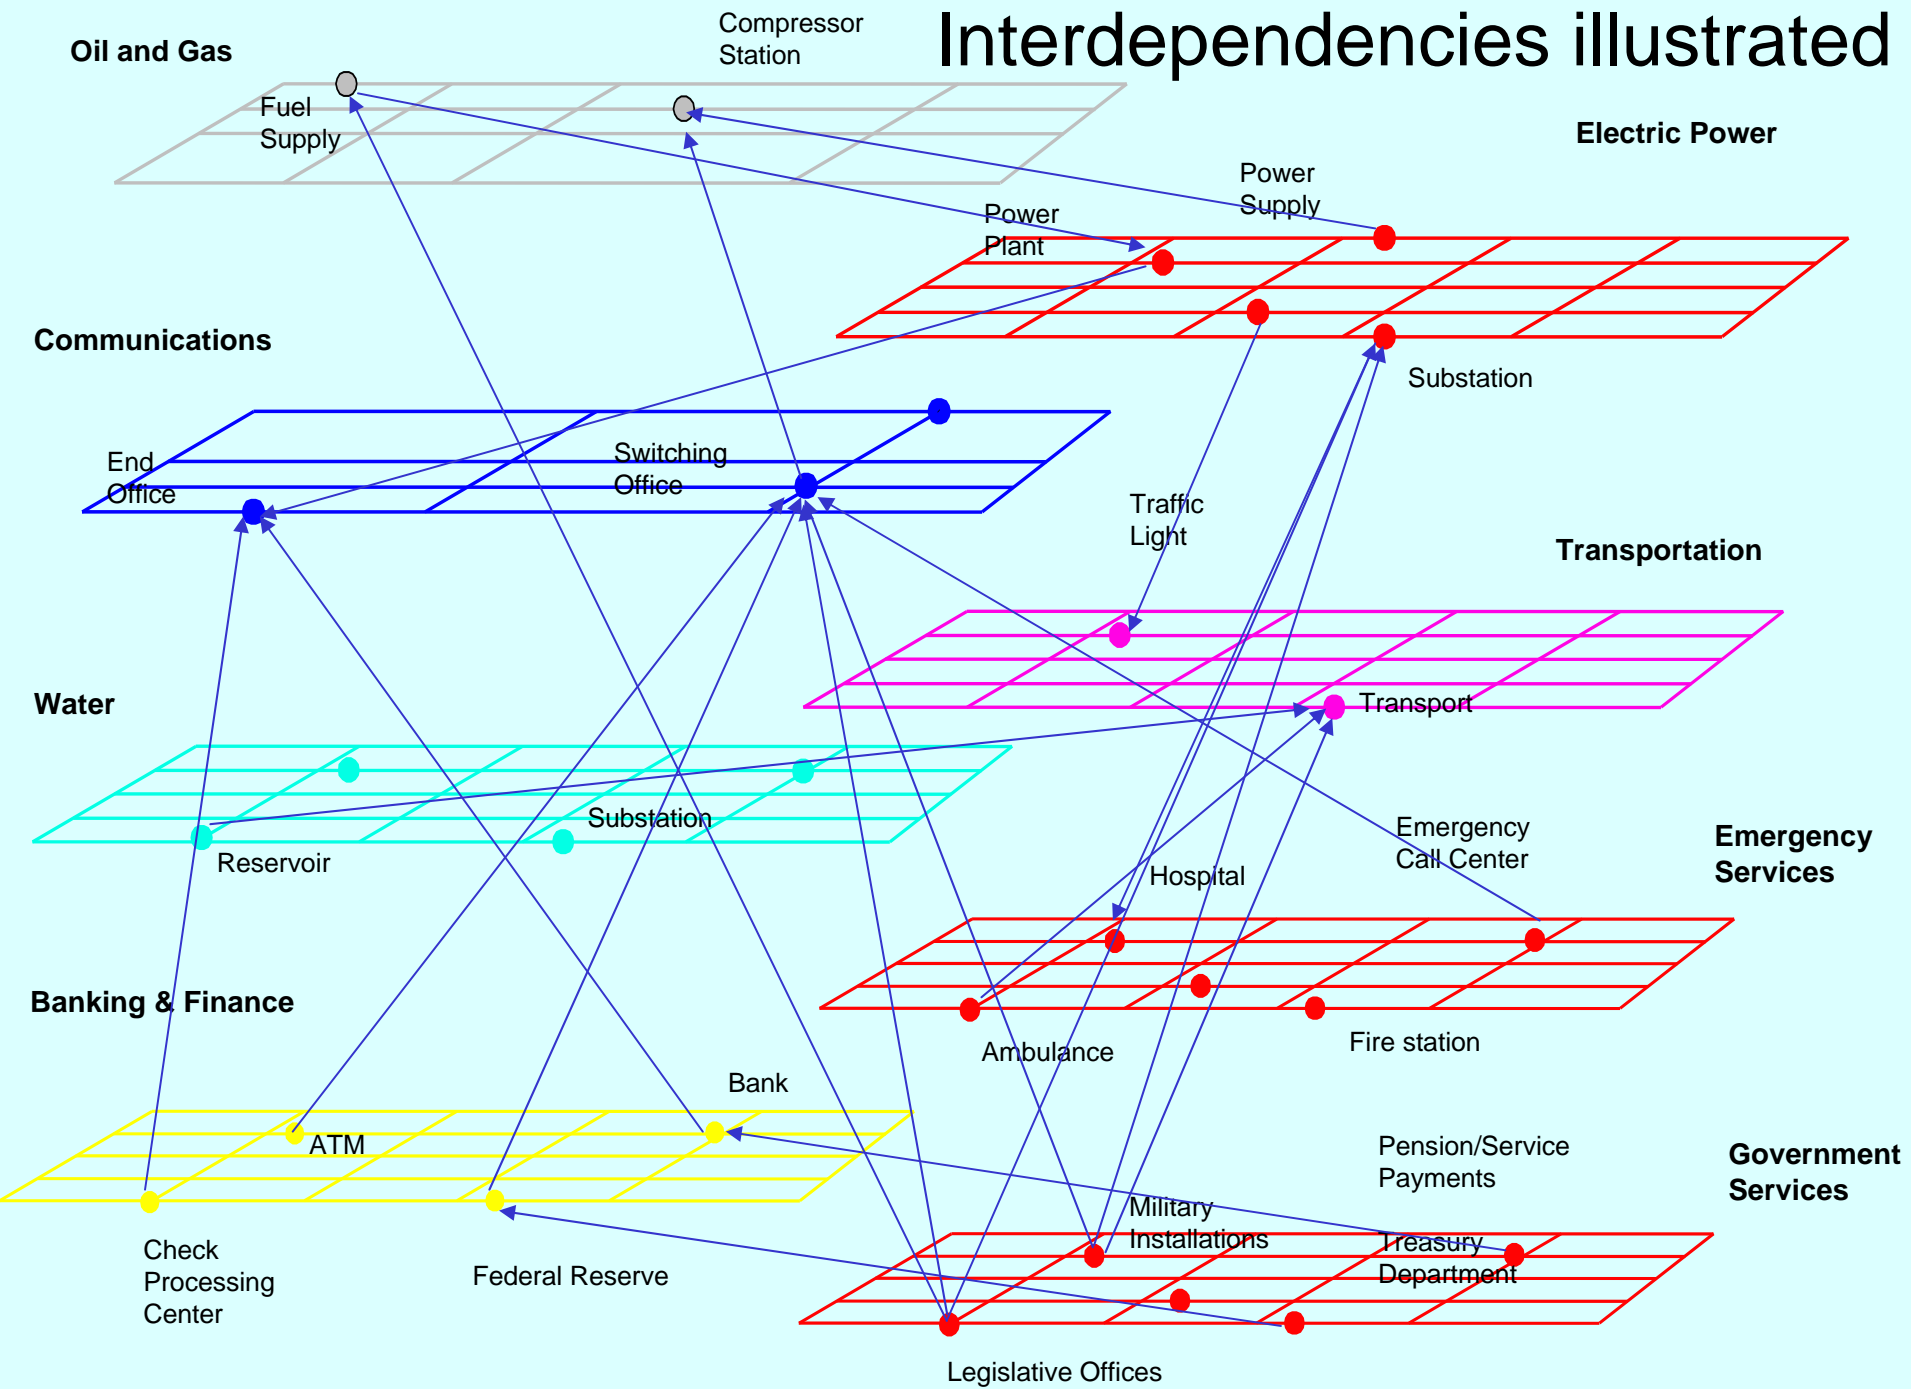 Interdependencies illustrated
Compressor
Station
Oil and Gas
Fuel
Supply
Electric Power
Power
Supply
Power
Plant
Communications
Substation
End
Office
Switching
Office
Traffic
Light
Transportation
Water
Transport
Substation
Reservoir
Emergency
Call Center
Emergency
Services
Hospital
Banking & Finance
Ambulance
Fire station
Bank
ATM
Pension/Service
Payments
Government
Services
Military
Installations
Treasury
Department
Check
Processing
Center
Federal Reserve
Legislative Offices